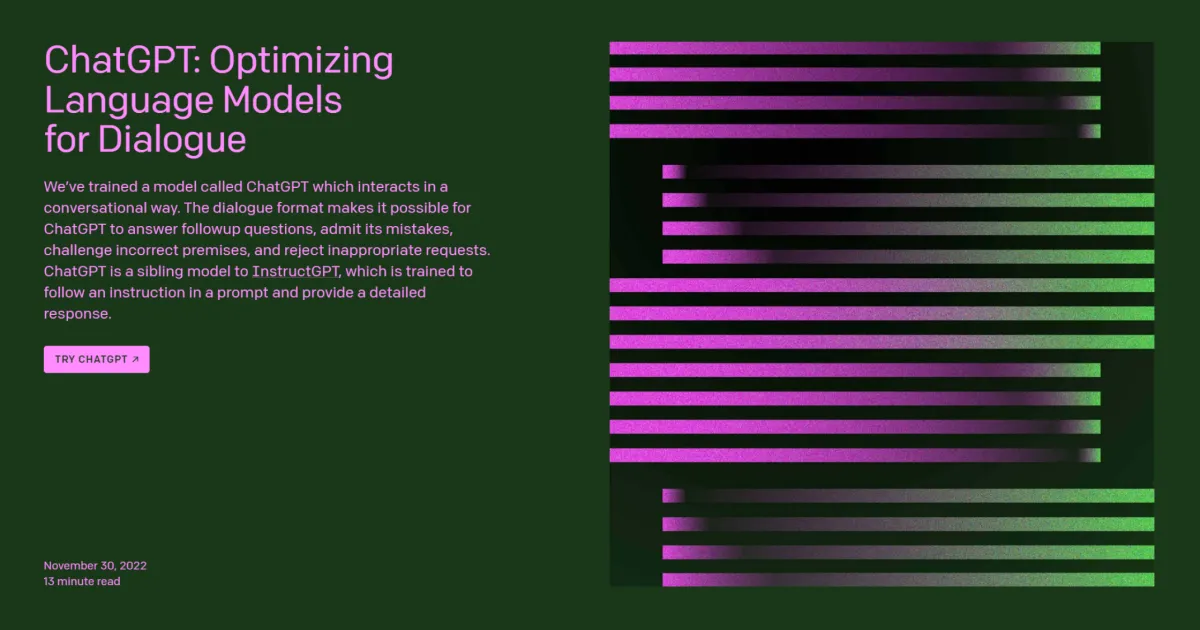 ChatGPT: Optimizing
Language Models
for Dialogue
We’ve trained a model called ChatGPT which interacts in a
conversational way. The dialogue format makes it possible for
ChatGPT to answer followup questions, admit its mistakes,
challenge incorrect premises, and reject inappropriate requests.
ChatGPT is a sibling model to InstructGPT, which is trained to
follow an instruction in a prompt and provide a detailed
response.
TRY CHATGPT ↗
November 30, 2022
13 minute read